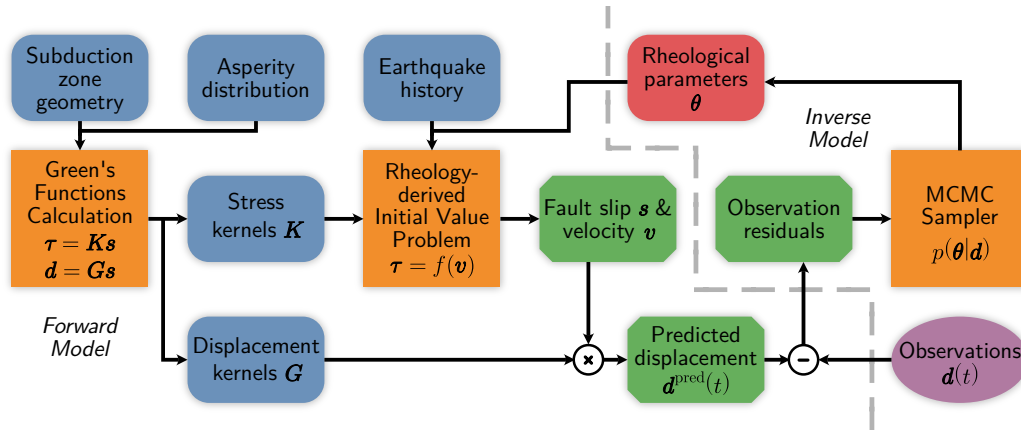 Subduction
zone
geometry
Asperity
distribution
Earthquake
history
Rheological
parameters
θ
Inverse
Model
Green's
Functions
Calculation
τ = Ks
d = Gs
Stress
kernels K
Rheology-
derived
Initial Value
Problem
τ = f(v)
Fault slip s &
velocity v
Observation
residuals
MCMC
Sampler
p(θ|d)
Forward
Model
Displacement
kernels G
×
Predicted
displacement
d^pred(t)
−
Observations
d(t)